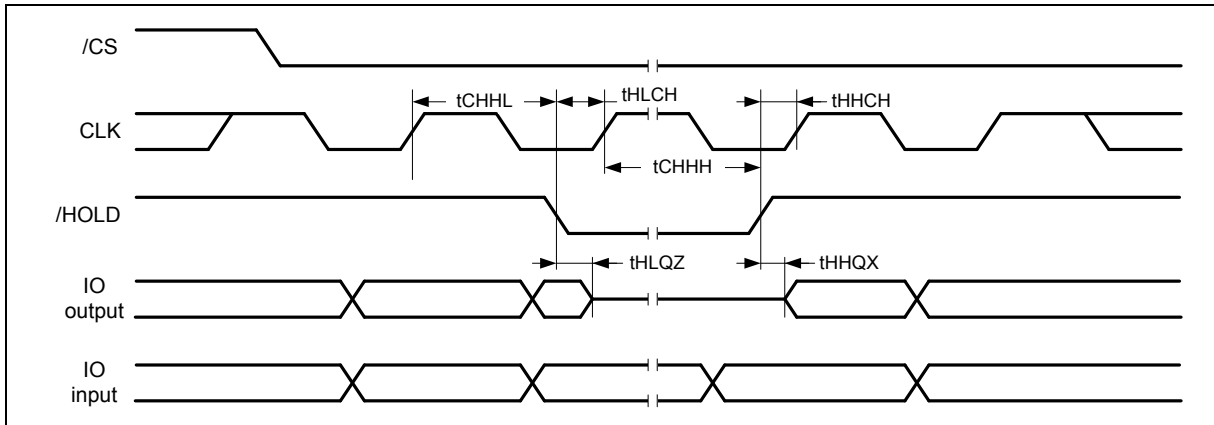 /CS
tCHHL
tHLCH
tHHCH
CLK
tCHHH
/HOLD
tHLQZ
tHHQX
IO
output
IO
input